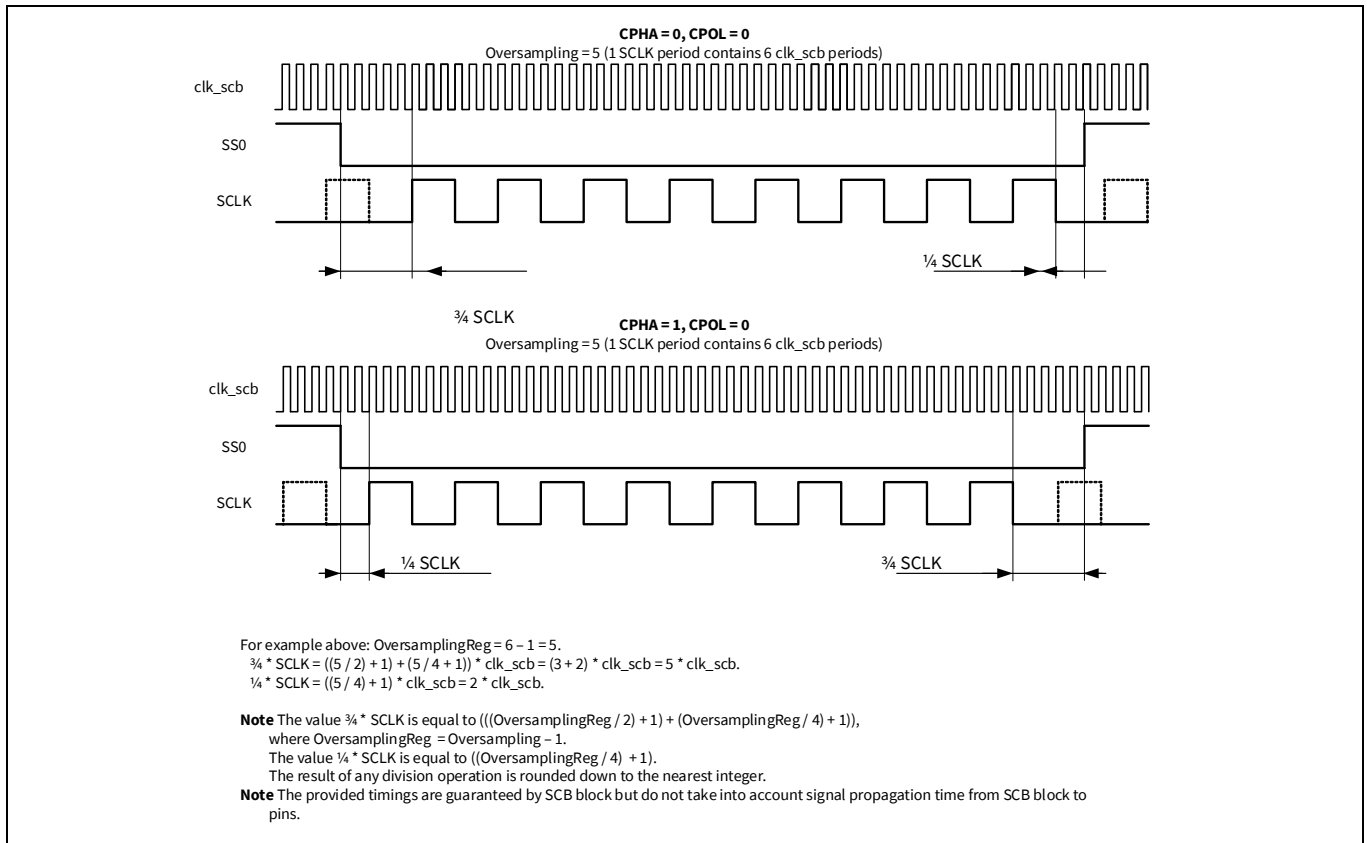 CPHA = 0, CPOL = 0
Oversampling = 5 (1 SCLK period contains 6 clk_scb periods)
clk_scb
SS0
SCLK
¼ SCLK
¾ SCLK
CPHA = 1, CPOL = 0
Oversampling = 5 (1 SCLK period contains 6 clk_scb periods)
clk_scb
SS0
SCLK
¼ SCLK
¾ SCLK
For example above: OversamplingReg = 6 – 1 = 5.
¾ * SCLK = ((5 / 2) + 1) + (5 / 4 + 1)) * clk_scb = (3 + 2) * clk_scb = 5 * clk_scb.
¼ * SCLK = ((5 / 4) + 1) * clk_scb = 2 * clk_scb.
Note The value ¾ * SCLK is equal to (((OversamplingReg / 2) + 1) + (OversamplingReg / 4) + 1)),
where OversamplingReg = Oversampling – 1.
The value ¼ * SCLK is equal to ((OversamplingReg / 4) + 1).
The result of any division operation is rounded down to the nearest integer.
Note The provided timings are guaranteed by SCB block but do not take into account signal propagation time from SCB block to
pins.